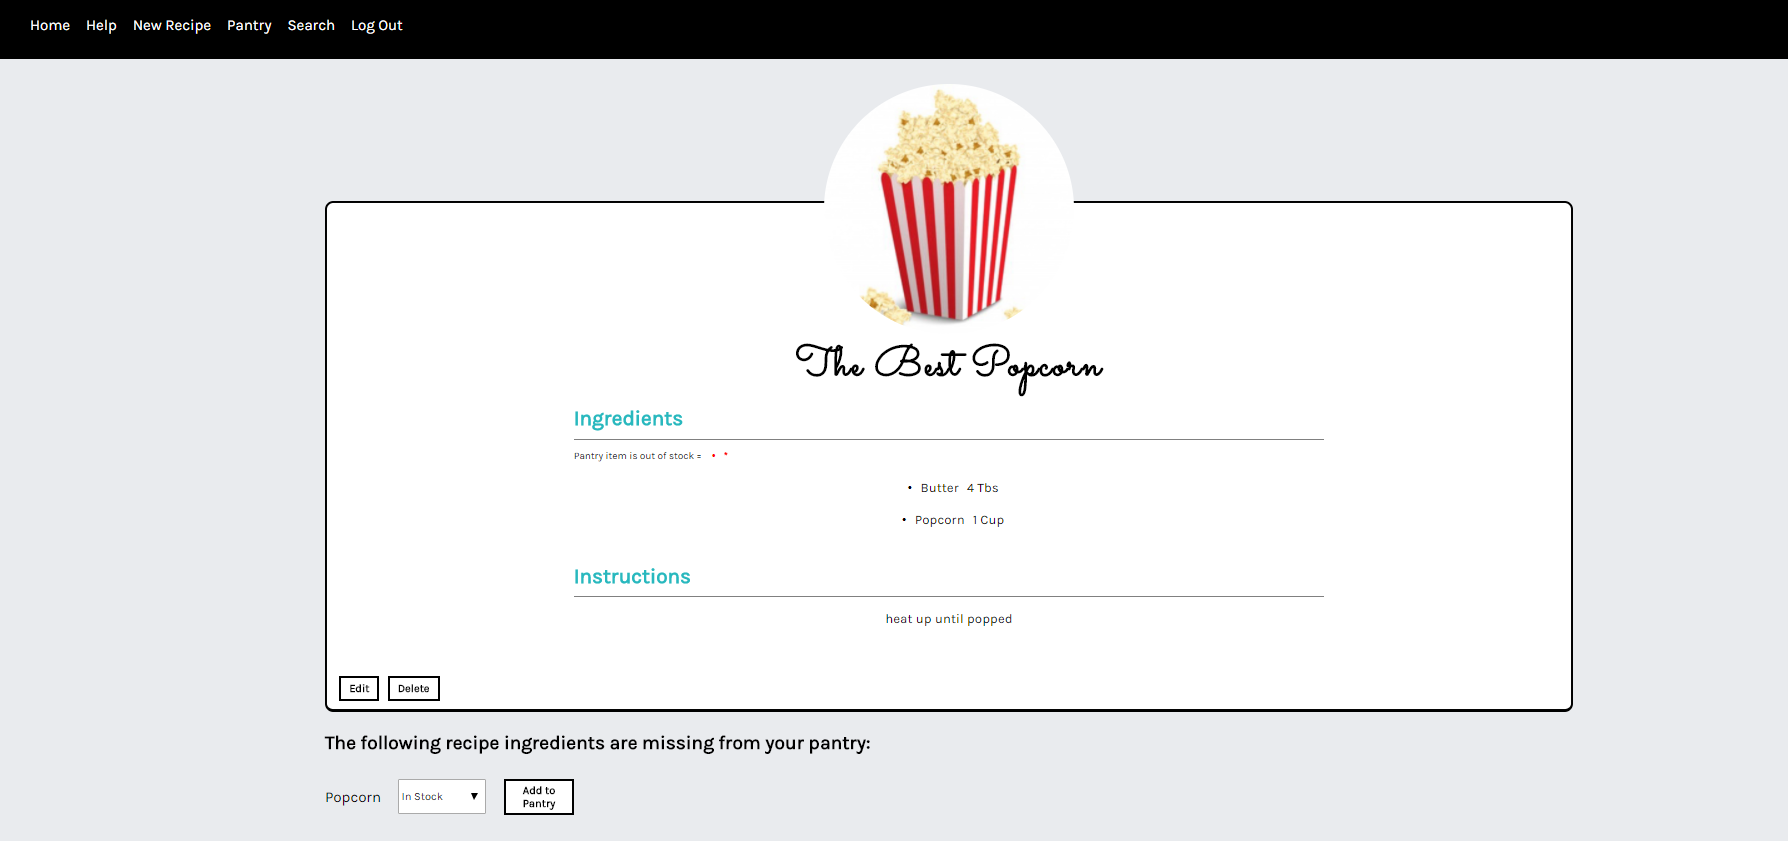 Home Help New Recipe Pantry Search Log Out
The Best Popcorn
Ingredients
Pantry item is out of stock = • *
• Butter 4 Tbs
• Popcorn 1 Cup
Instructions
heat up until popped
Edit Delete
The following recipe ingredients are missing from your pantry:
Popcorn In Stock ▼ Add to
Pantry